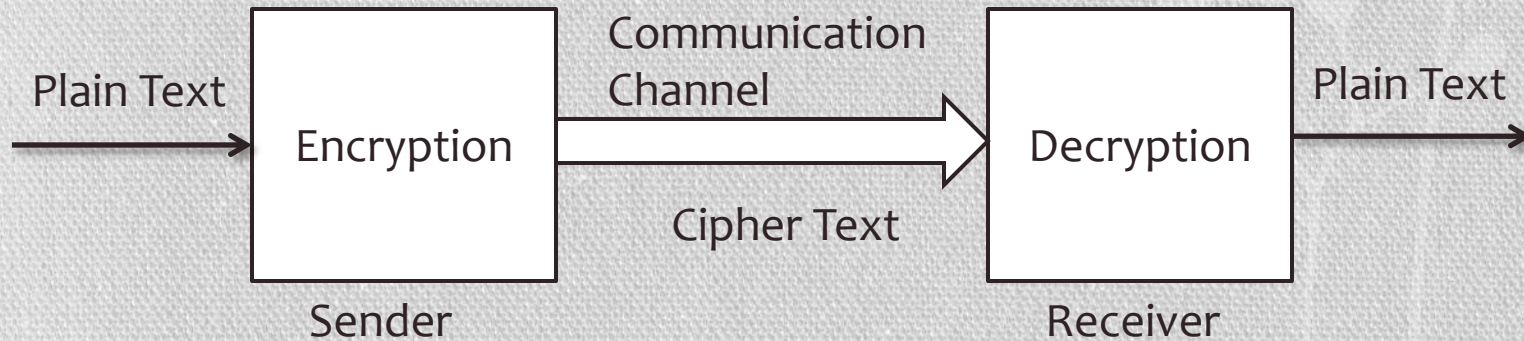 Plain Text
Encryption
Sender
Communication
Channel
Cipher Text
Decryption
Receiver
Plain Text